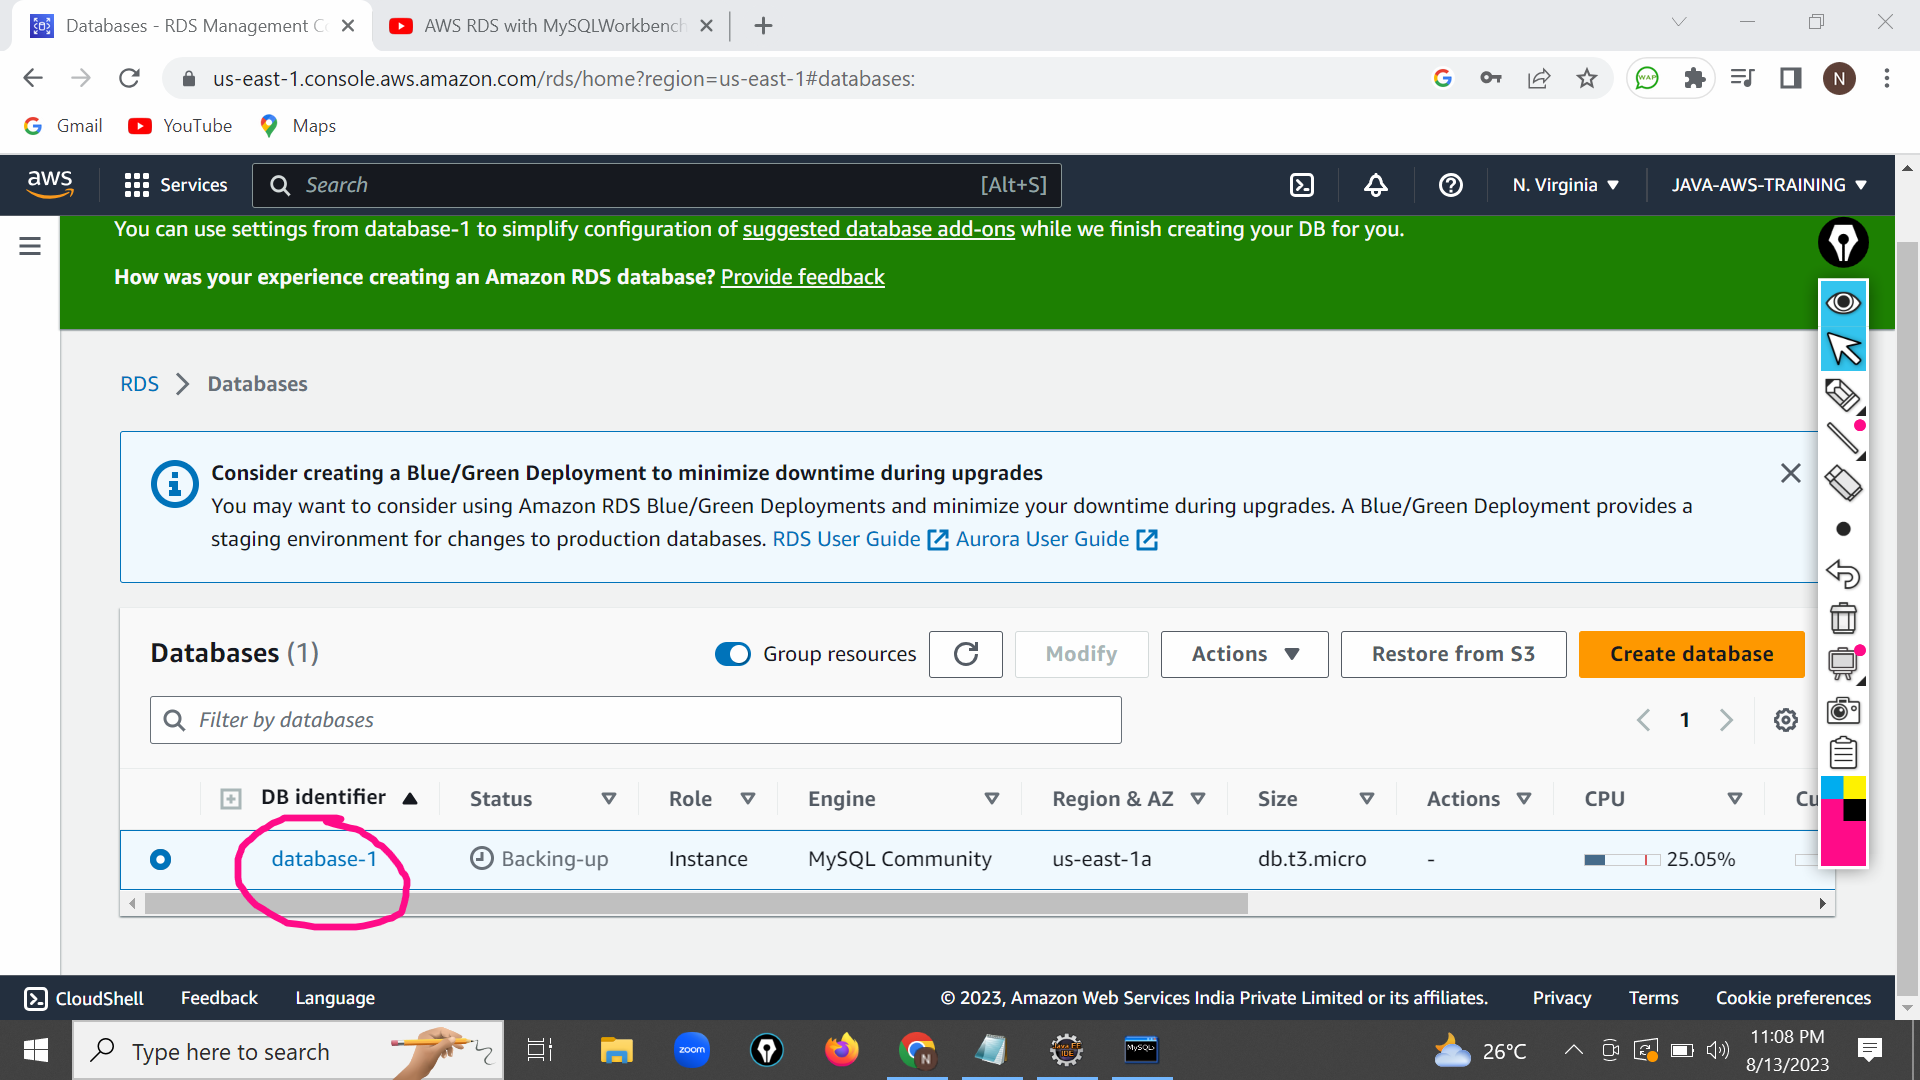 Databases - RDS Management C
AWS RDS with MySQLWorkbench
us-east-1.console.aws.amazon.com/rds/home?region=us-east-1#databases:
WAP
N
Gmail
YouTube
Maps
aws
Services
Search
[Alt+S]
N. Virginia
JAVA-AWS-TRAINING
You can use settings from database-1 to simplify configuration of suggested database add-ons while we finish creating your DB for you.
How was your experience creating an Amazon RDS database? Provide feedback
RDS
Databases
Consider creating a Blue/Green Deployment to minimize downtime during upgrades
You may want to consider using Amazon RDS Blue/Green Deployments and minimize your downtime during upgrades. A Blue/Green Deployment provides a
staging environment for changes to production databases. RDS User Guide Aurora User Guide
Databases (1)
Group resources
Modify
Actions
Restore from S3
Create database
Filter by databases
1
DB identifier
Status
Role
Engine
Region & AZ
Size
Actions
CPU
Cu
database-1
Backing-up
Instance
MySQL Community
us-east-1a
db.t3.micro
-
25.05%
CloudShell
Feedback
Language
© 2023, Amazon Web Services India Private Limited or its affiliates.
Privacy
Terms
Cookie preferences
Type here to search
zoom
N
Java EE
IDE
MySQL>
26°C
11:08 PM
8/13/2023